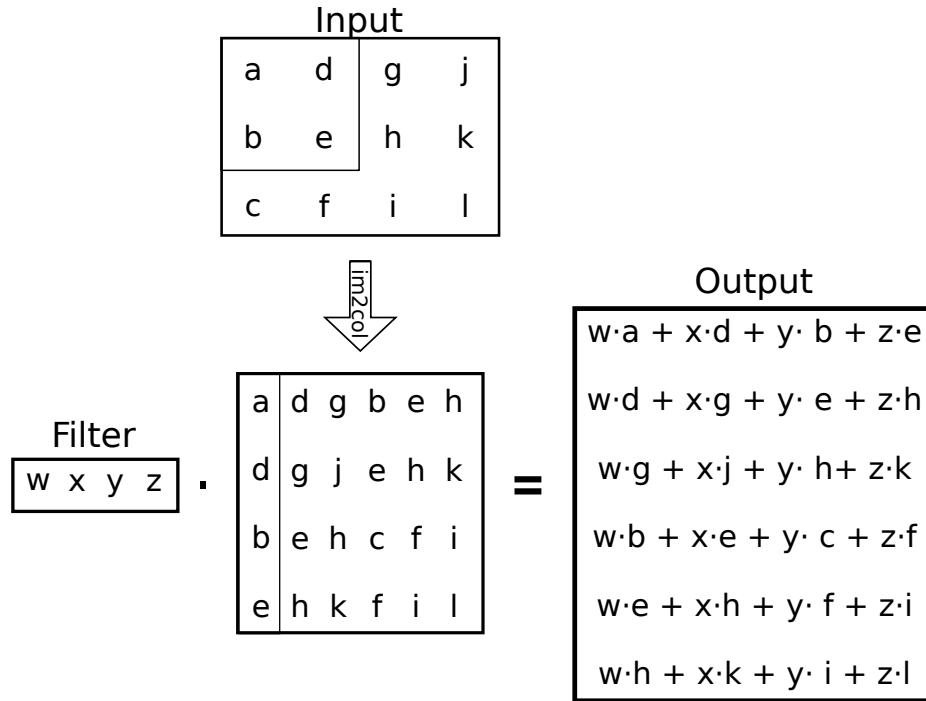 Input
a d g j
b e h k
c f i l
im2col
Filter
w x y z
·
a d g b e h
d g j e h k
b e h c f i
e h k f i l
=
Output
w·a + x·d + y· b + z·e
w·d + x·g + y· e + z·h
w·g + x·j + y· h+ z·k
w·b + x·e + y· c + z·f
w·e + x·h + y· f + z·i
w·h + x·k + y· i + z·l